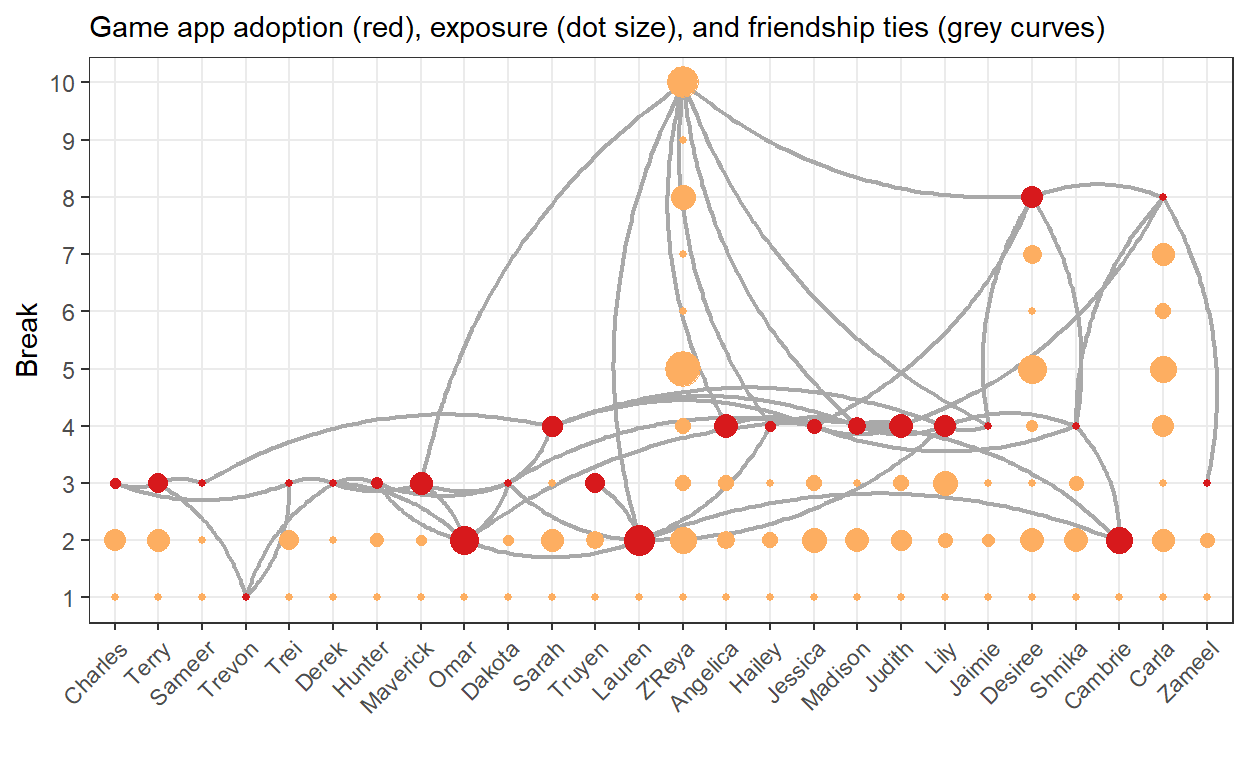 Game app adoption (red), exposure (dot size), and friendship ties (grey curves)
10
9
8
7
6
5
4
3
2
1
Break
Charles
Terry
Sameer
Trevon
Trei
Derek
Hunter
Maverick
Omar
Dakota
Sarah
Truyen
Lauren
Z'Reya
Angelica
Hailey
Jessica
Madison
Judith
Lily
Jaimie
Desiree
Shnika
Cambrie
Carla
Zameel